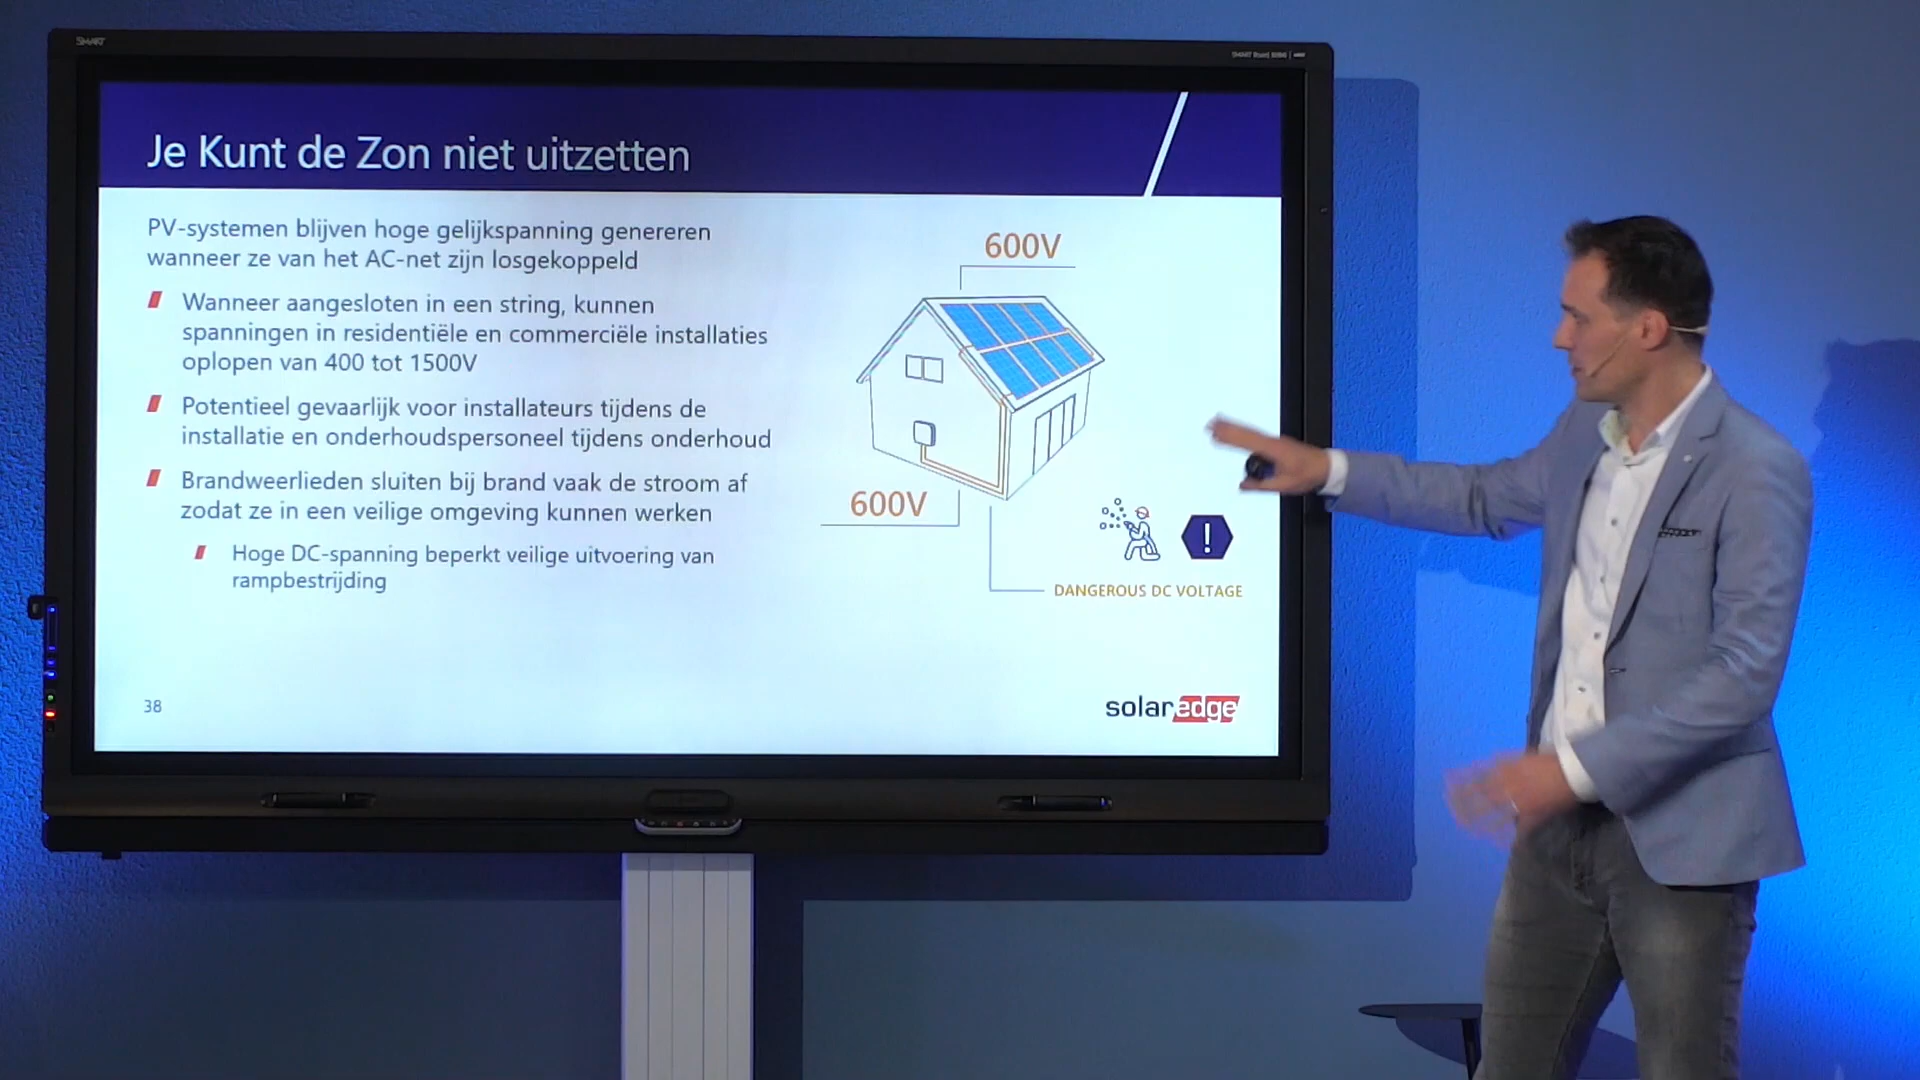 SMART
Je Kunt de Zon niet uitzetten
PV-systemen blijven hoge gelijkspanning genereren
wanneer ze van het AC-net zijn losgekoppeld
Wanneer aangesloten in een string, kunnen
spanningen in residentiële en commerciële installaties
oplopen van 400 tot 1500V
Potentieel gevaarlijk voor installateurs tijdens de
installatie en onderhoudspersoneel tijdens onderhoud
Brandweerlieden sluiten bij brand vaak de stroom af
zodat ze in een veilige omgeving kunnen werken
Hoge DC-spanning beperkt veilige uitvoering van
rampbestrijding
600V
600V
!
DANGEROUS DC VOLTAGE
38
solaredge